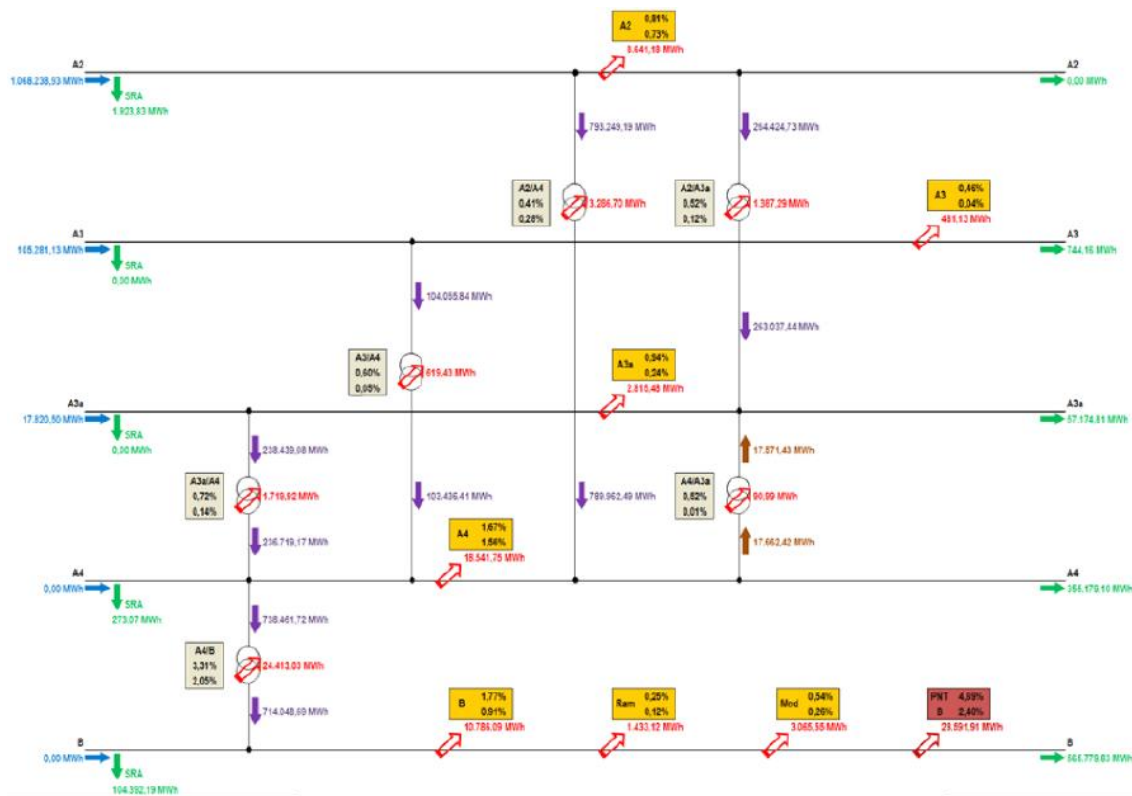 A2 0,81%
0,73%
8.641,18 MWh
A2
1.068.238,93 MWh
SRA
1.923,83 MWh
A2
0,00 MWh
793.249,19 MWh
264.424,73 MWh
A2/A4
0,41%
0,28%
3.286,70 MWh
A2/A3a
0,52%
0,12%
1.387,29 MWh
A3 0,46%
0,04%
481,13 MWh
A3
105.281,13 MWh
SRA
0,00 MWh
A3
744,16 MWh
104.055,84 MWh
263.037,44 MWh
A3/A4
0,60%
0,05%
619,43 MWh
A3a 0,94%
0,24%
2.815,48 MWh
A3a
17.820,50 MWh
SRA
0,00 MWh
A3a
57.174,81 MWh
238.439,08 MWh
17.571,43 MWh
A3a/A4
0,72%
0,14%
1.719,92 MWh
103.436,41 MWh
789.962,49 MWh
A4/A3a
0,52%
0,01%
90,99 MWh
236.719,17 MWh
17.662,42 MWh
A4 1,67%
1,56%
18.541,75 MWh
A4
0,00 MWh
SRA
273,07 MWh
A4
355.179,10 MWh
738.461,72 MWh
A4/B
3,31%
2,05%
24.413,03 MWh
714.048,69 MWh
B 1,77%
0,91%
10.786,09 MWh
Ram 0,25%
0,12%
1.433,12 MWh
Mod 0,54%
0,26%
3.065,55 MWh
PNT 4,69%
B 2,40%
28.591,91 MWh
B
0,00 MWh
SRA
104.392,19 MWh
B
565.779,83 MWh